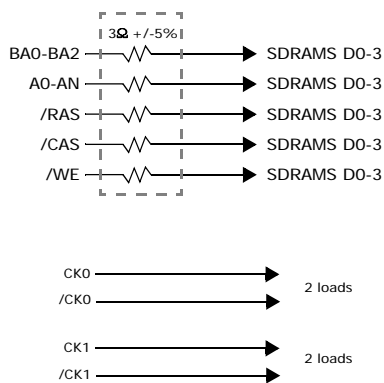 3Ω +/-5%
BA0-BA2 SDRAMS D0-3
A0-AN SDRAMS D0-3
/RAS SDRAMS D0-3
/CAS SDRAMS D0-3
/WE SDRAMS D0-3
CK0
/CK0
2 loads
CK1
/CK1
2 loads